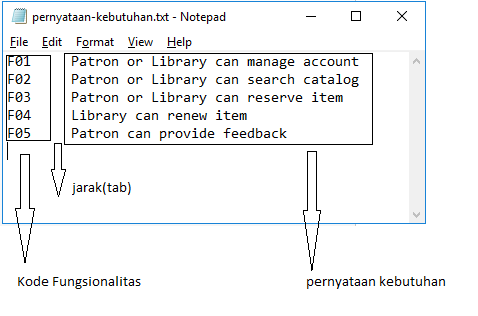 pernyataan-kebutuhan.txt - Notepad
File Edit Format View Help
F01 Patron or Library can manage account
F02 Patron or Library can search catalog
F03 Patron or Library can reserve item
F04 Library can renew item
F05 Patron can provide feedback
jarak(tab)
Kode Fungsionalitas
pernyataan kebutuhan